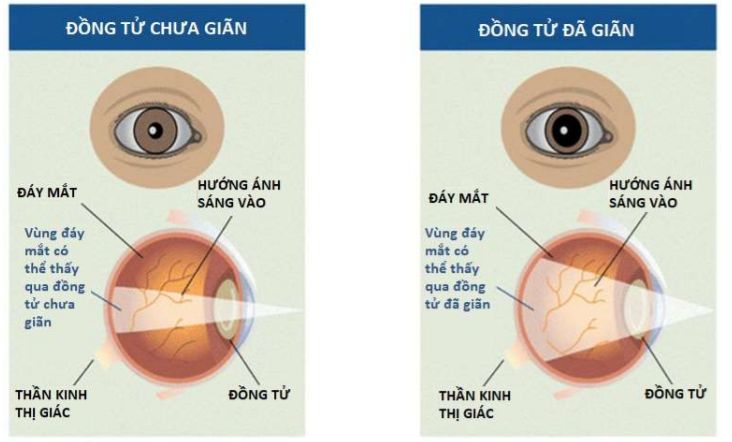 ĐỒNG TỬ CHƯA GIÃN
ĐÁY MẮT
HƯỚNG ÁNH
SÁNG VÀO
Vùng đáy
mắt có
thể thấy
qua đồng
tử chưa
giãn
THẦN KINH
THỊ GIÁC
ĐỒNG TỬ
ĐỒNG TỬ ĐÃ GIÃN
ĐÁY MẮT
HƯỚNG ÁNH
SÁNG VÀO
Vùng đáy
mắt có
thể thấy
qua đồng
tử đã giãn
THẦN KINH
THỊ GIÁC
ĐỒNG TỬ